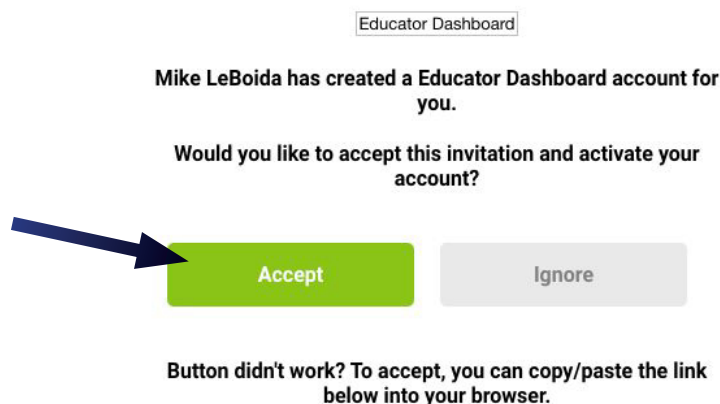 Educator Dashboard
Mike LeBoida has created a Educator Dashboard account for
you.
Would you like to accept this invitation and activate your
account?
Accept
Ignore
Button didn't work? To accept, you can copy/paste the link
below into your browser.